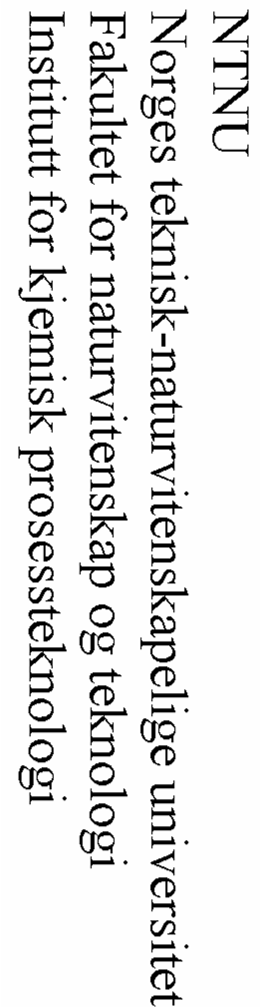 NTNU
Norges teknisk-naturvitenskapelige universitet
Fakultet for naturvitenskap og teknologi
Institutt for kjemisk prosessteknologi